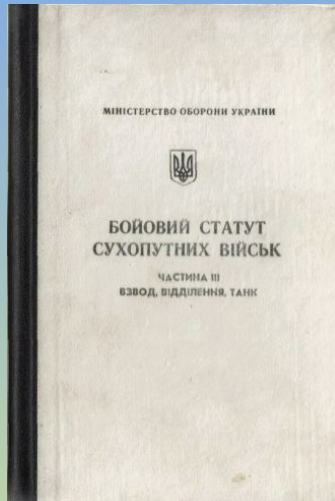 МІНІСТЕРСТВО ОБОРОНИ УКРАЇНИ
БОЙОВИЙ СТАТУТ
СУХОПУТНИХ ВІЙСЬК
ЧАСТИНА III
ВЗВОД, ВІДДІЛЕННЯ, ТАНК